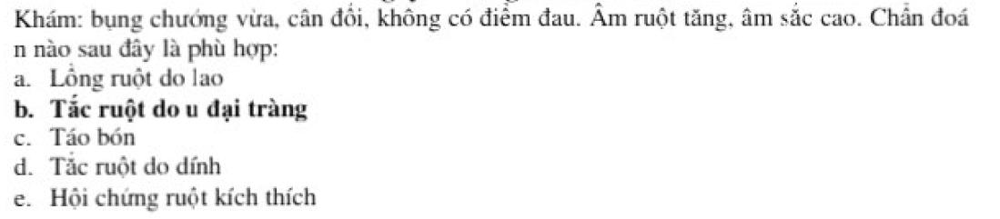 Khám: bụng chướng vừa, cân đối, không có điểm đau. Âm ruột tăng, âm sắc cao. Chẩn đoá
n nào sau đây là phù hợp:
a. Lồng ruột do lao
b. Tắc ruột do u đại tràng
c. Táo bón
d. Tắc ruột do dính
e. Hội chứng ruột kích thích